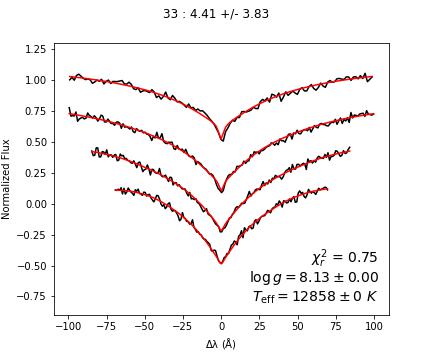 33 : 4.41 +/- 3.83
1.25
1.00
0.75
0.50
0.25
0.00
−0.25
−0.50
−0.75
Normalized Flux
χ²ᵣ = 0.75
log g = 8.13 ± 0.00
Teff = 12858 ± 0 K
−100 −75 −50 −25 0 25 50 75 100
Δλ (Å)